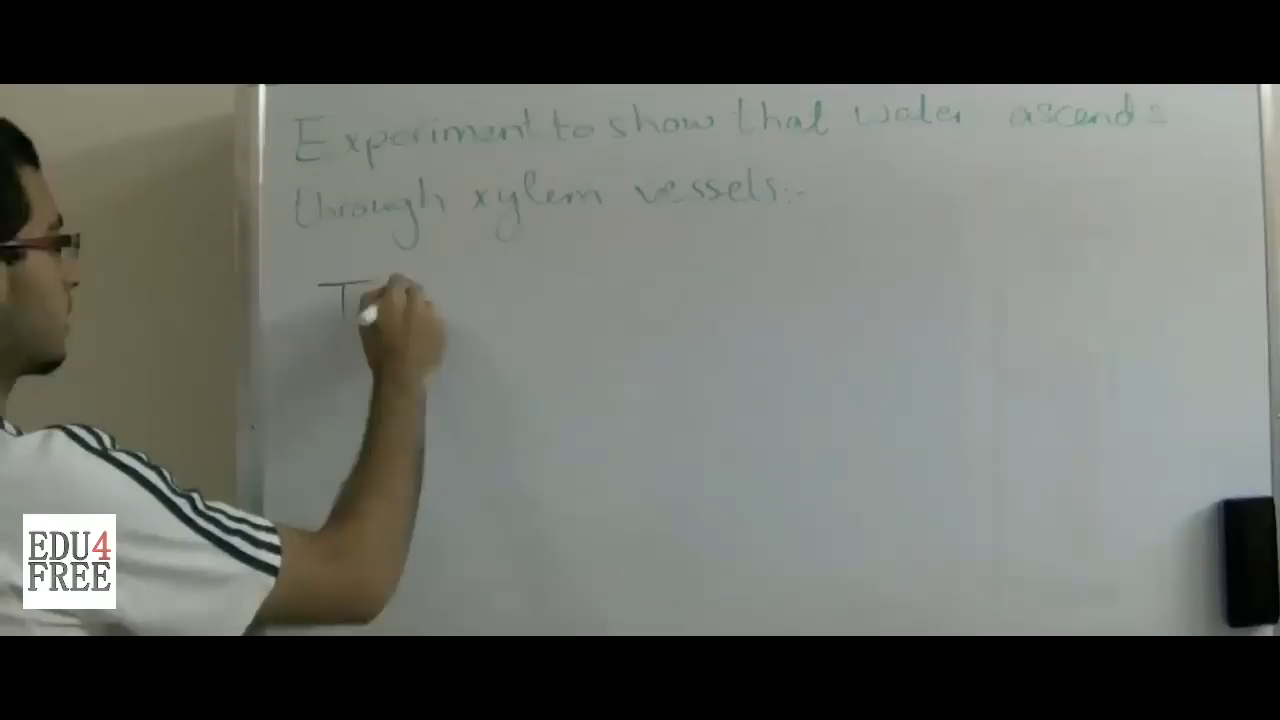 Experiment to show that water ascends
through xylem vessels:-
T
EDU4
FREE